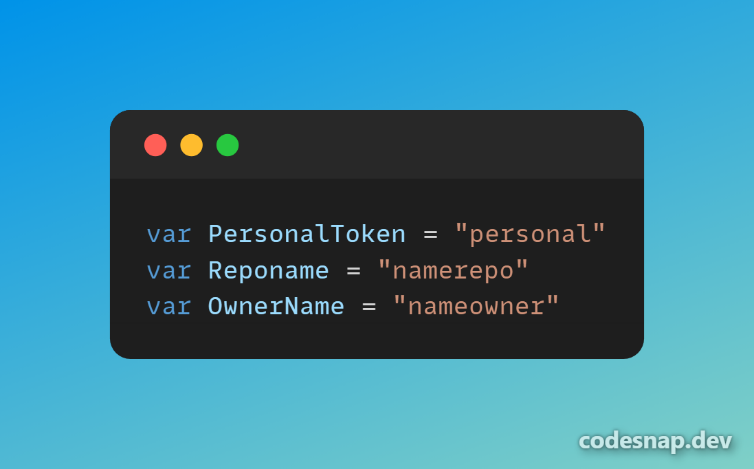 var PersonalToken = "personal"
var Reponame = "namerepo"
var OwnerName = "nameowner"
codesnap.dev